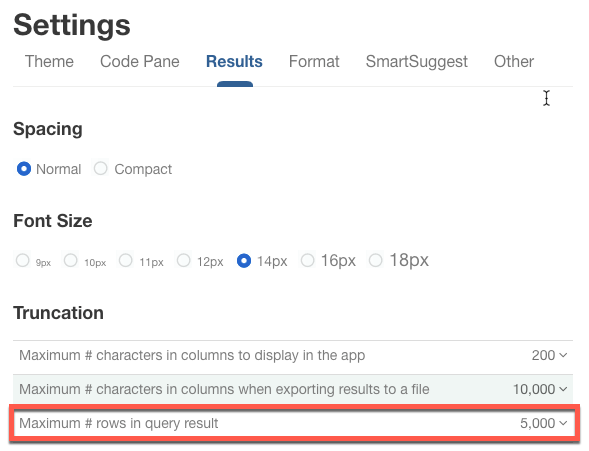 Settings
Theme Code Pane Results Format SmartSuggest Other
Spacing
Normal Compact
Font Size
9px 10px 11px 12px 14px 16px 18px
Truncation
Maximum # characters in columns to display in the app 200
Maximum # characters in columns when exporting results to a file 10,000
Maximum # rows in query result 5,000